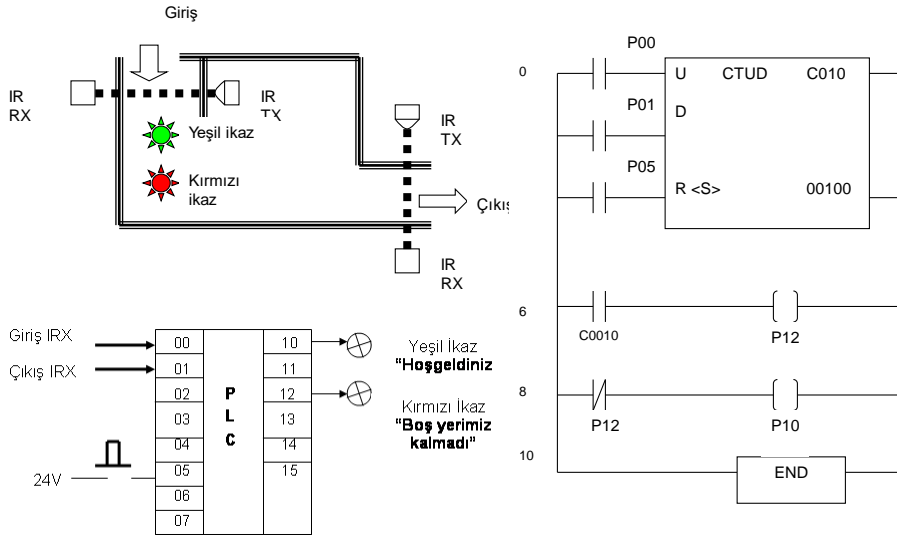 Giriş
IR
RX
IR
TX
Yeşil ikaz
Kırmızı
ikaz
IR
TX
Çıkış
IR
RX
Giriş IRX
Çıkış IRX
24V
00
01
02
03
04
05
06
07
P
L
C
10
11
12
13
14
15
Yeşil İkaz
"Hoşgeldiniz
Kırmızı İkaz
"Boş yerimiz
kalmadı"
0
P00
U CTUD C010
P01
D
P05
R <S> 00100
6
C0010
P12
8
P12
P10
10
END